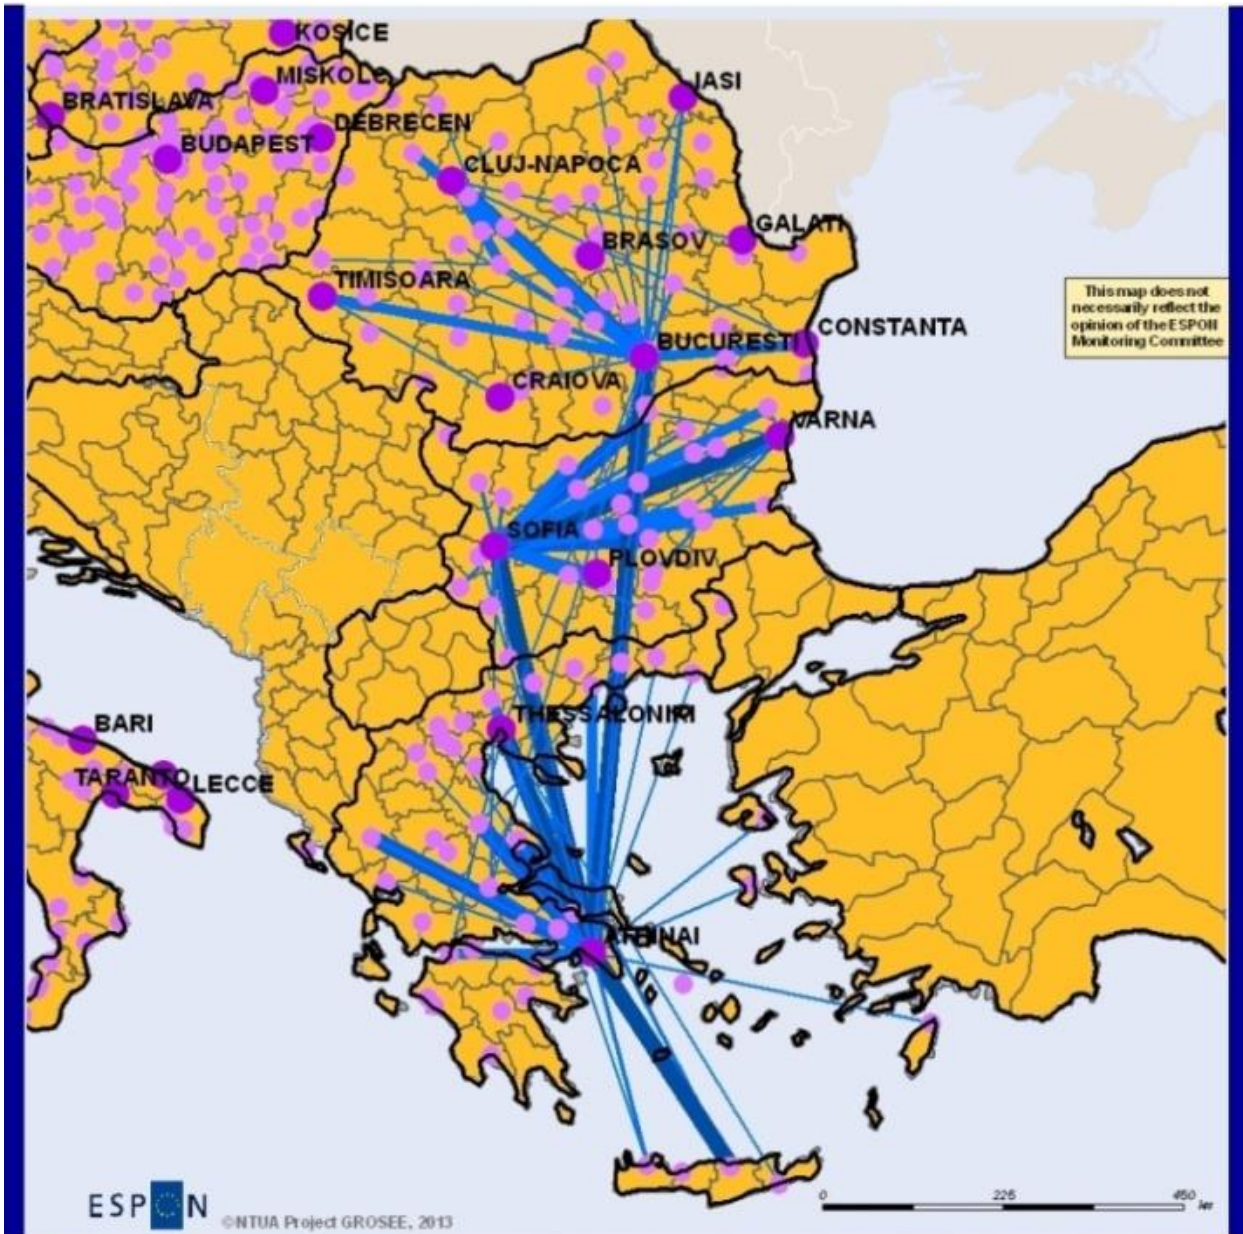 KOSICE
MISKOLC
BRATISLAVA
DEBRECEN
BUDAPEST
IASI
CLUJ-NAPOCA
GALATI
BRASOV
TIMISOARA
This map does not
necessarily reflect the
opinion of the ESPON
Monitoring Committee
CONSTANTA
BUCURESTI
CRAIOVA
VARNA
SOFIA
PLOVDIV
THESSALONIKI
BARI
TARANTO
LECCE
ATHINAI
0 225 450
km
ESPON
©NTUA Project GROSEE, 2013